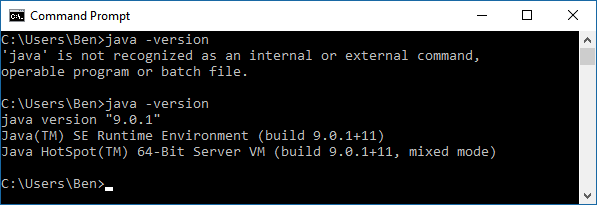 Command Prompt
C:\Users\Ben>java -version
'java' is not recognized as an internal or external command,
operable program or batch file.
C:\Users\Ben>java -version
java version "9.0.1"
Java(TM) SE Runtime Environment (build 9.0.1+11)
Java HotSpot(TM) 64-Bit Server VM (build 9.0.1+11, mixed mode)
C:\Users\Ben>